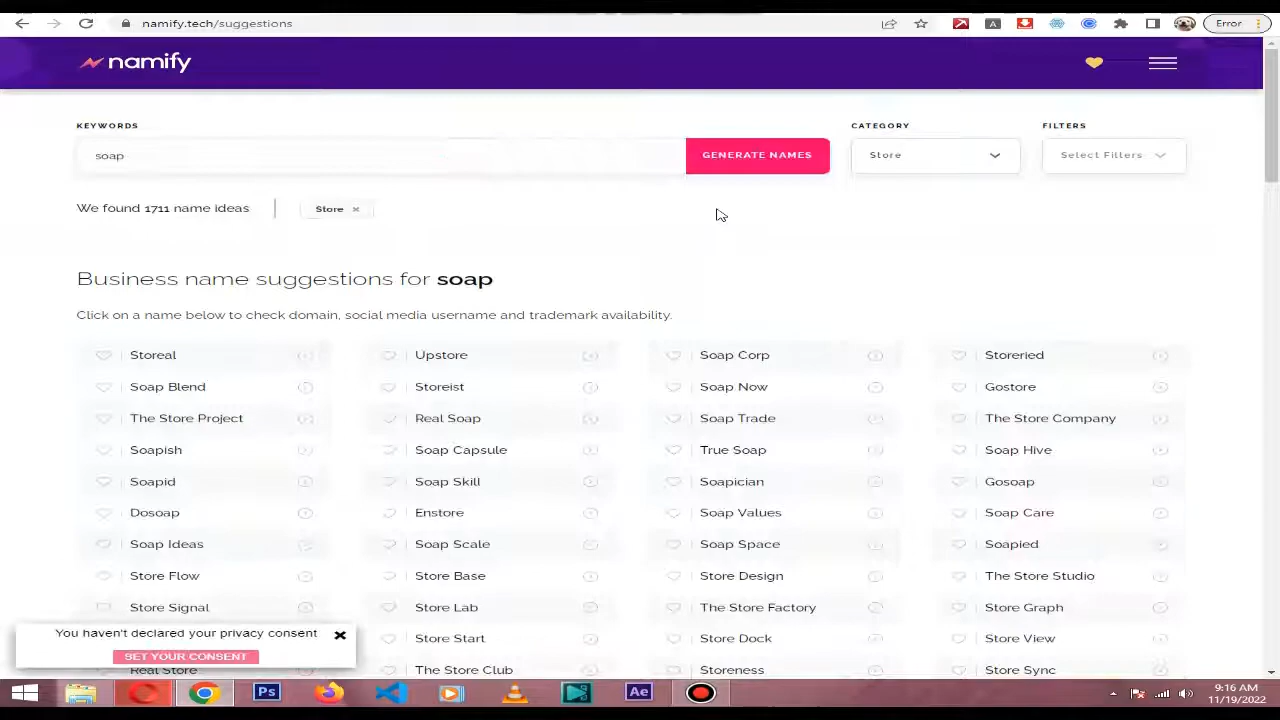 namify.tech/suggestions
Error
namify
KEYWORDS
CATEGORY
FILTERS
soap
GENERATE NAMES
Store
Select Filters
We found 1711 name ideas
Store
Business name suggestions for soap
Click on a name below to check domain, social media username and trademark availability.
Storeal
Upstore
Soap Corp
Storeried
Soap Blend
Storeist
Soap Now
Gostore
The Store Project
Real Soap
Soap Trade
The Store Company
Soapish
Soap Capsule
True Soap
Soap Hive
Soapid
Soap Skill
Soapician
Gosoap
Dosoap
Enstore
Soap Values
Soap Care
Soap Ideas
Soap Scale
Soap Space
Soapied
Store Flow
Store Base
Store Design
The Store Studio
Store Signal
Store Lab
The Store Factory
Store Graph
You haven't declared your privacy consent
Store Start
Store Dock
Store View
SET YOUR CONSENT
Real Store
The Store Club
Storeness
Store Sync
Ps
Ae
9:16 AM
11/19/2022